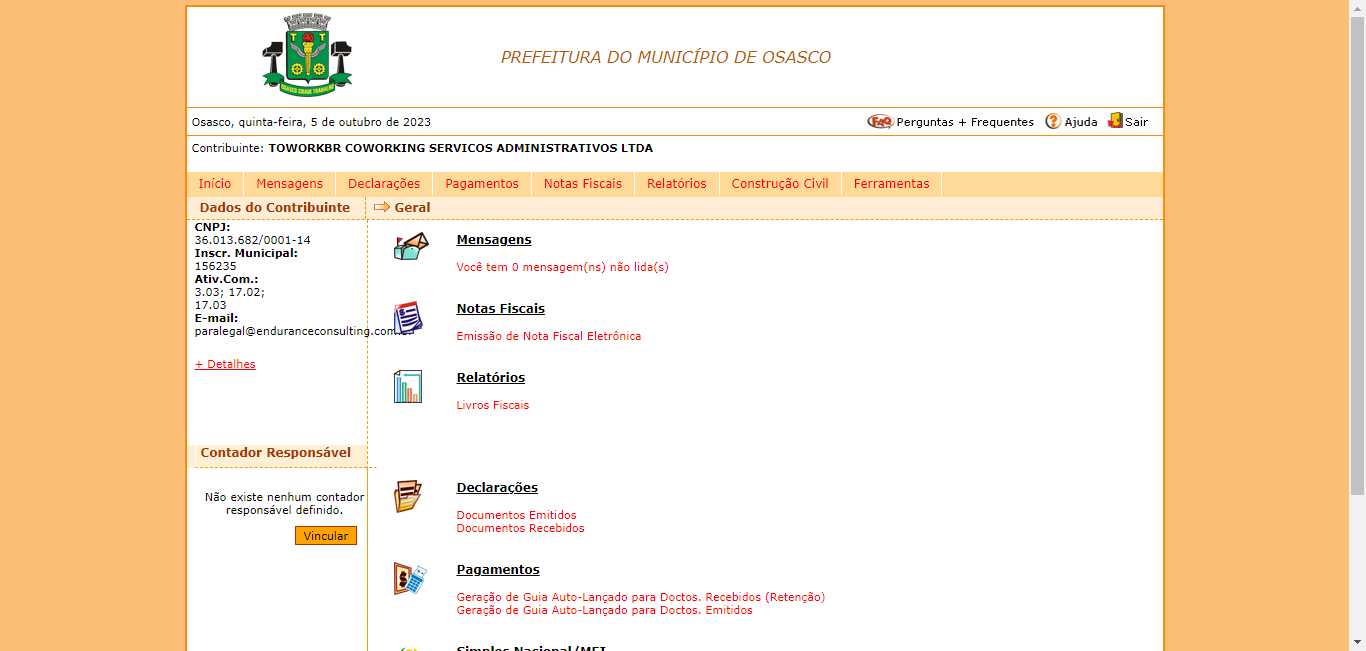 PREFEITURA DO MUNICÍPIO DE OSASCO
Osasco, quinta-feira, 5 de outubro de 2023
FAQ Perguntas + Frequentes
Ajuda
Sair
Contribuinte: TOWORKBR COWORKING SERVICOS ADMINISTRATIVOS LTDA
Início Mensagens Declarações Pagamentos Notas Fiscais Relatórios Construção Civil Ferramentas
Dados do Contribuinte
CNPJ:
36.013.682/0001-14
Inscr. Municipal:
156235
Ativ.Com.:
3.03; 17.02;
17.03
E-mail:
paralegal@enduranceconsulting.com
+ Detalhes
Contador Responsável
Não existe nenhum contador
responsável definido.
Vincular
Geral
Mensagens
Você tem 0 mensagem(ns) não lida(s)
Notas Fiscais
Emissão de Nota Fiscal Eletrônica
Relatórios
Livros Fiscais
Declarações
Documentos Emitidos
Documentos Recebidos
Pagamentos
Geração de Guia Auto-Lançado para Doctos. Recebidos (Retenção)
Geração de Guia Auto-Lançado para Doctos. Emitidos
Simples Nacional/MEI